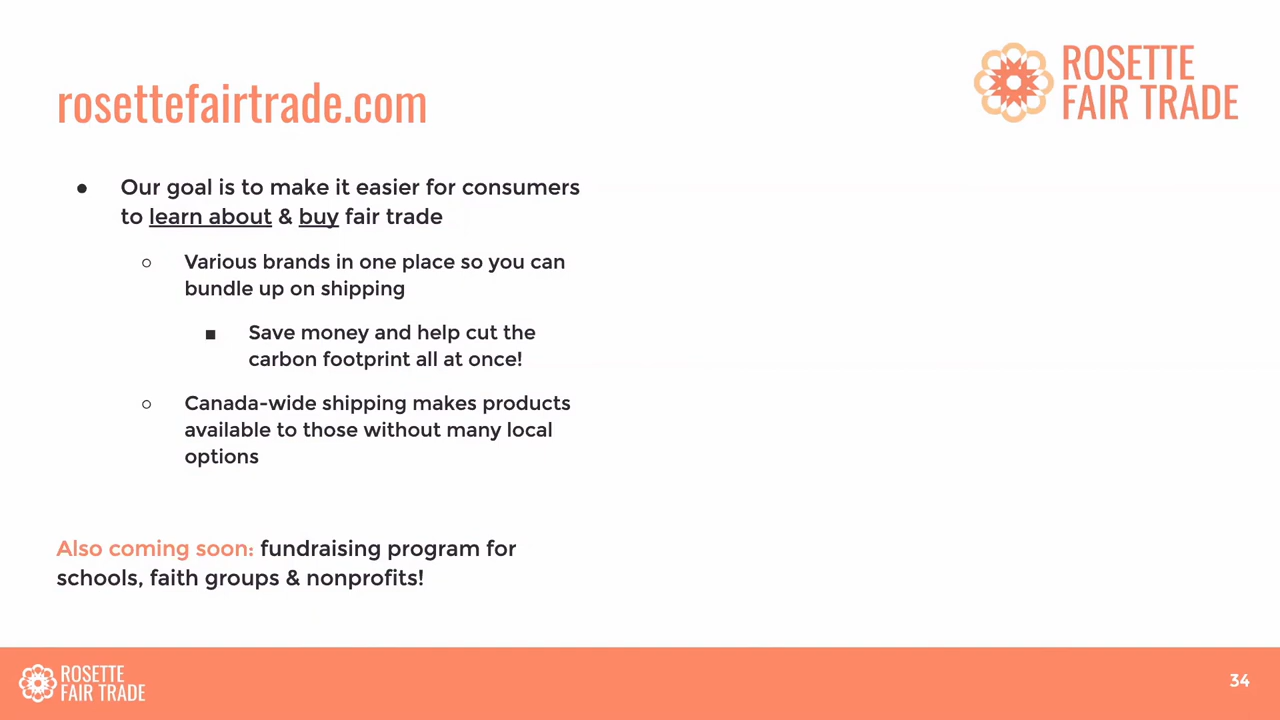 ROSETTE
FAIR TRADE
rosettefairtrade.com
● Our goal is to make it easier for consumers
to learn about & buy fair trade
○ Various brands in one place so you can
bundle up on shipping
■ Save money and help cut the
carbon footprint all at once!
○ Canada-wide shipping makes products
available to those without many local
options
Also coming soon: fundraising program for
schools, faith groups & nonprofits!
ROSETTE
FAIR TRADE
34